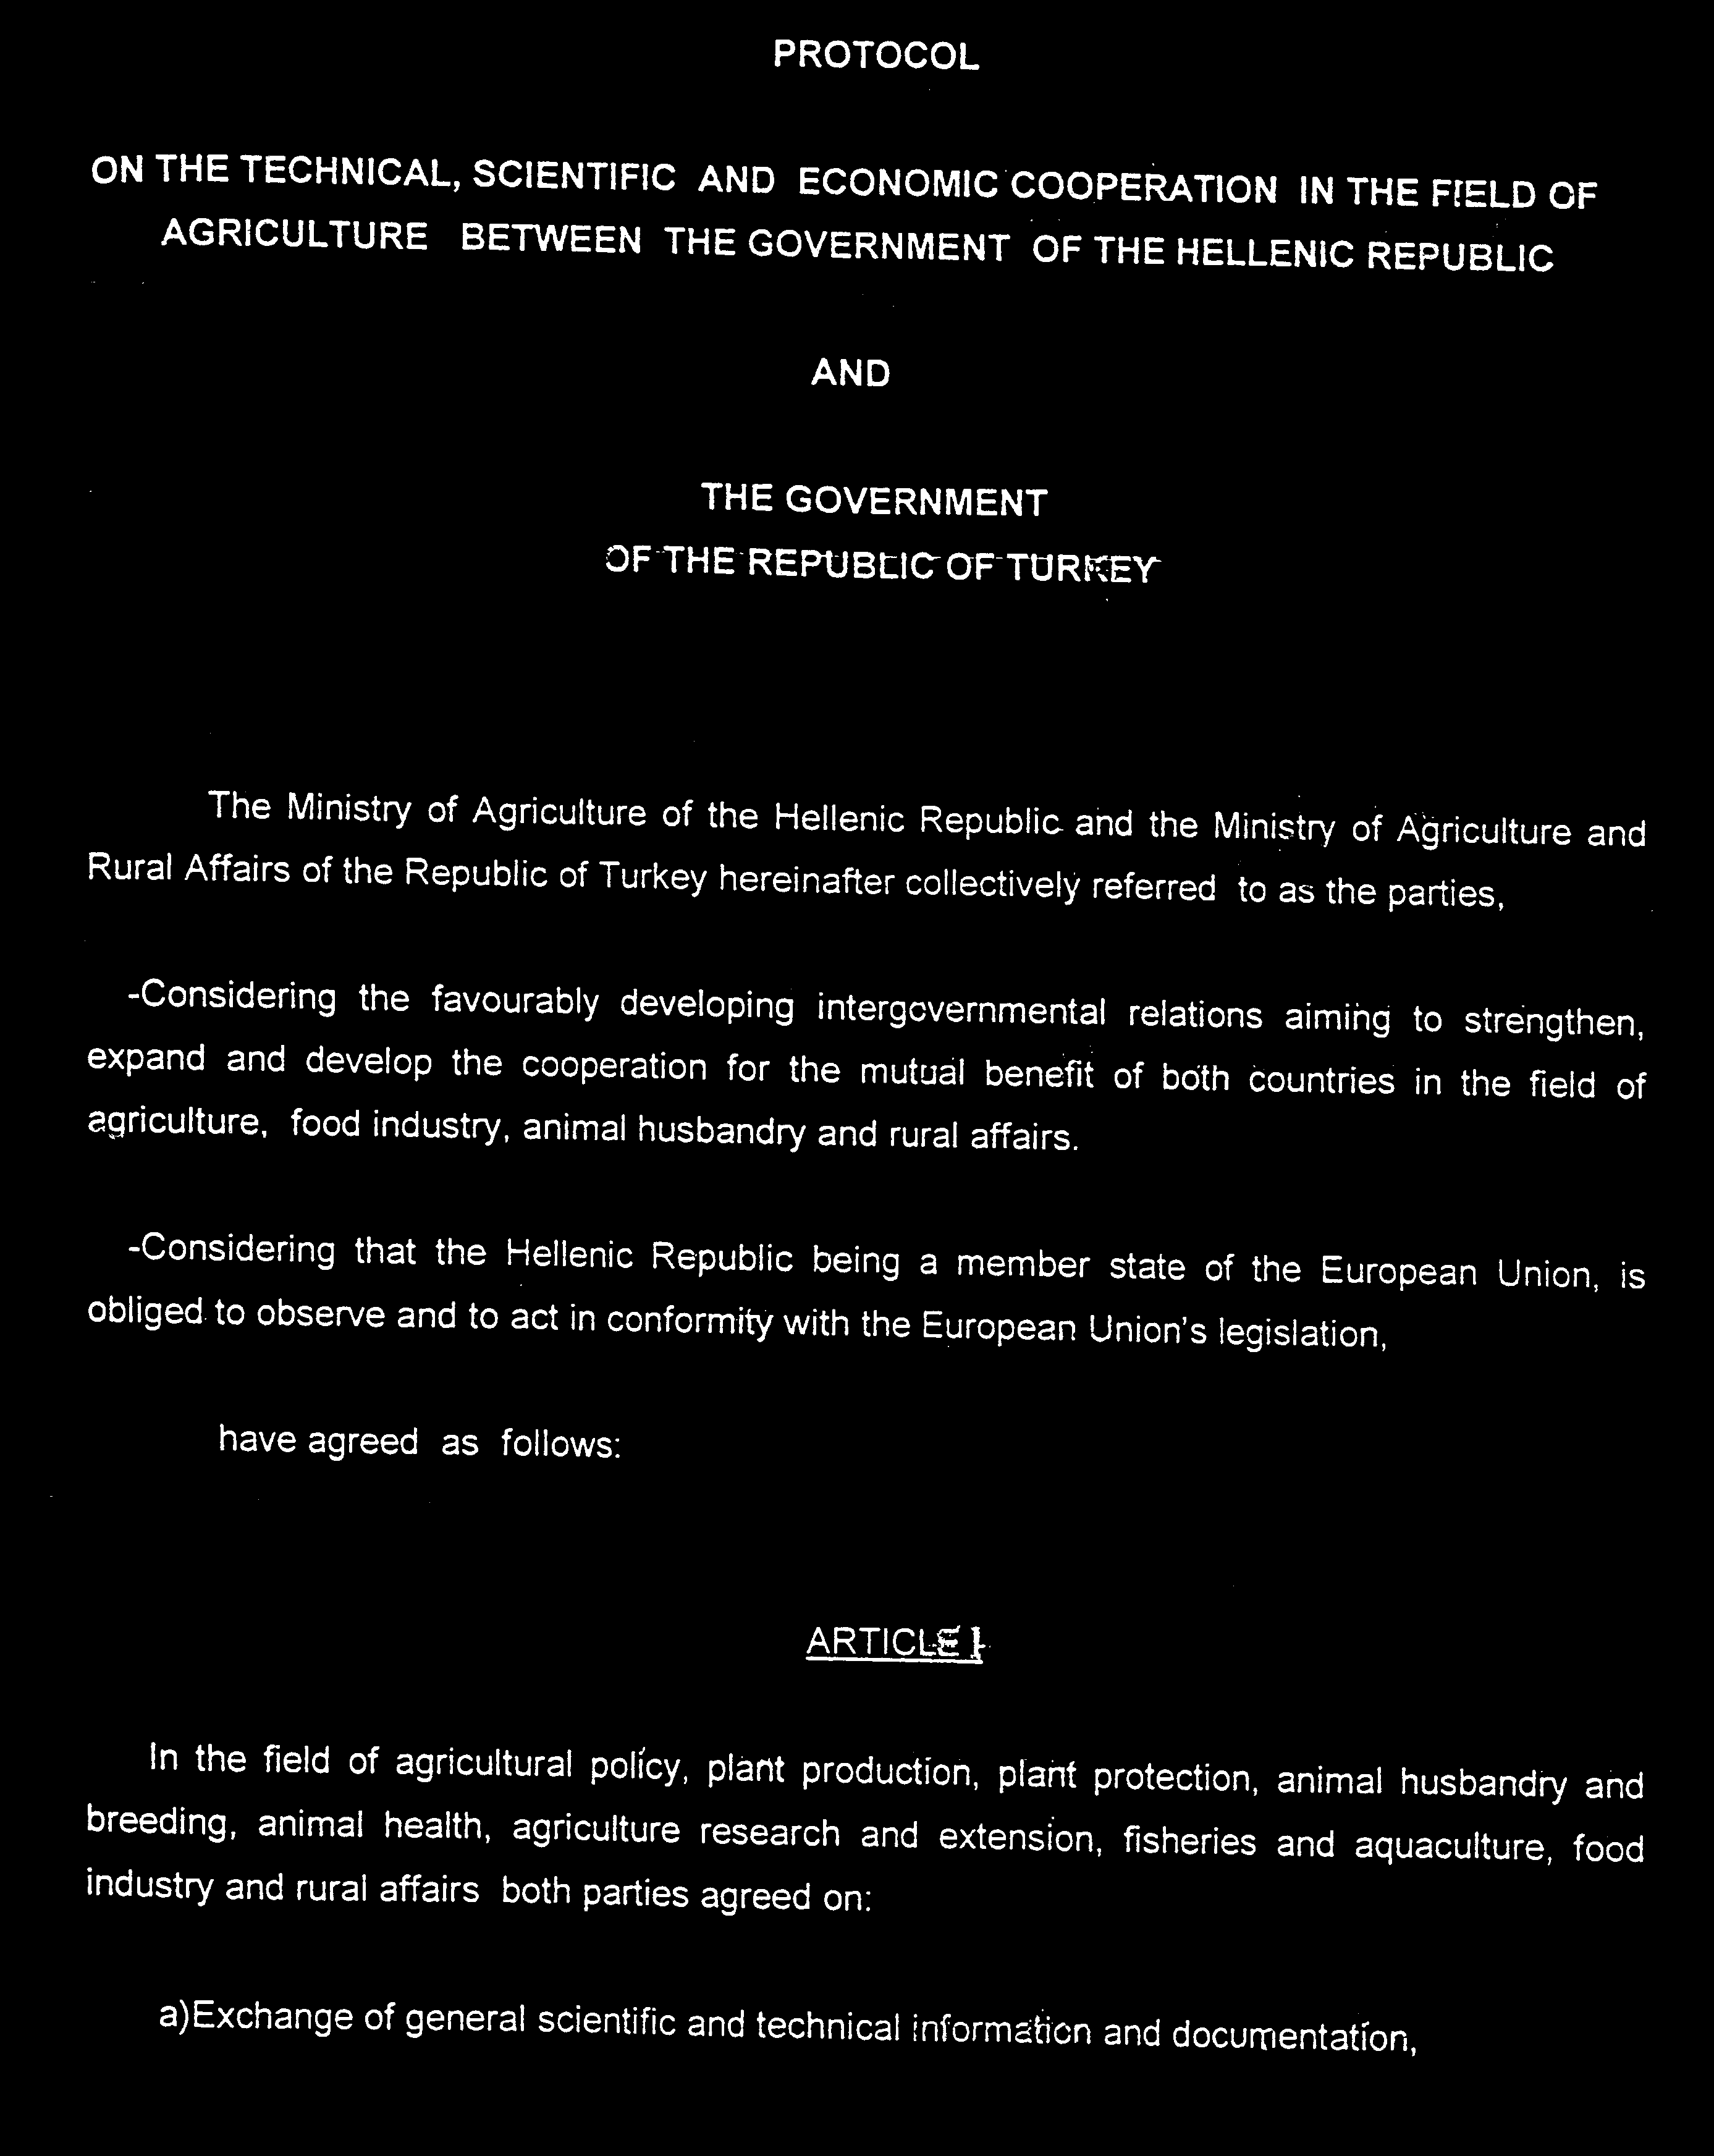 PROTOCOL
ON THE TECHNICAL, SCIENTIFIC AND ECONOMIC COOPERATION IN THE FIELD OF
AGRICULTURE BETWEEN THE GOVERNMENT OF THE HELLENIC REPUBLIC
AND
THE GOVERNMENT
OF THE REPUBLIC OF TURKEY
The Ministry of Agriculture of the Hellenic Republic and the Ministry of Agriculture and
Rural Affairs of the Republic of Turkey hereinafter collectively referred to as the parties,
-Considering the favourably developing intergovernmental relations aiming to strengthen,
expand and develop the cooperation for the mutual benefit of both countries in the field of
agriculture, food industry, animal husbandry and rural affairs.
-Considering that the Hellenic Republic being a member state of the European Union, is
obliged to observe and to act in conformity with the European Union's legislation,
have agreed as follows:
ARTICLE 1
In the field of agricultural policy, plant production, plant protection, animal husbandry and
breeding, animal health, agriculture research and extension, fisheries and aquaculture, food
industry and rural affairs both parties agreed on:
a)Exchange of general scientific and technical information and documentation,